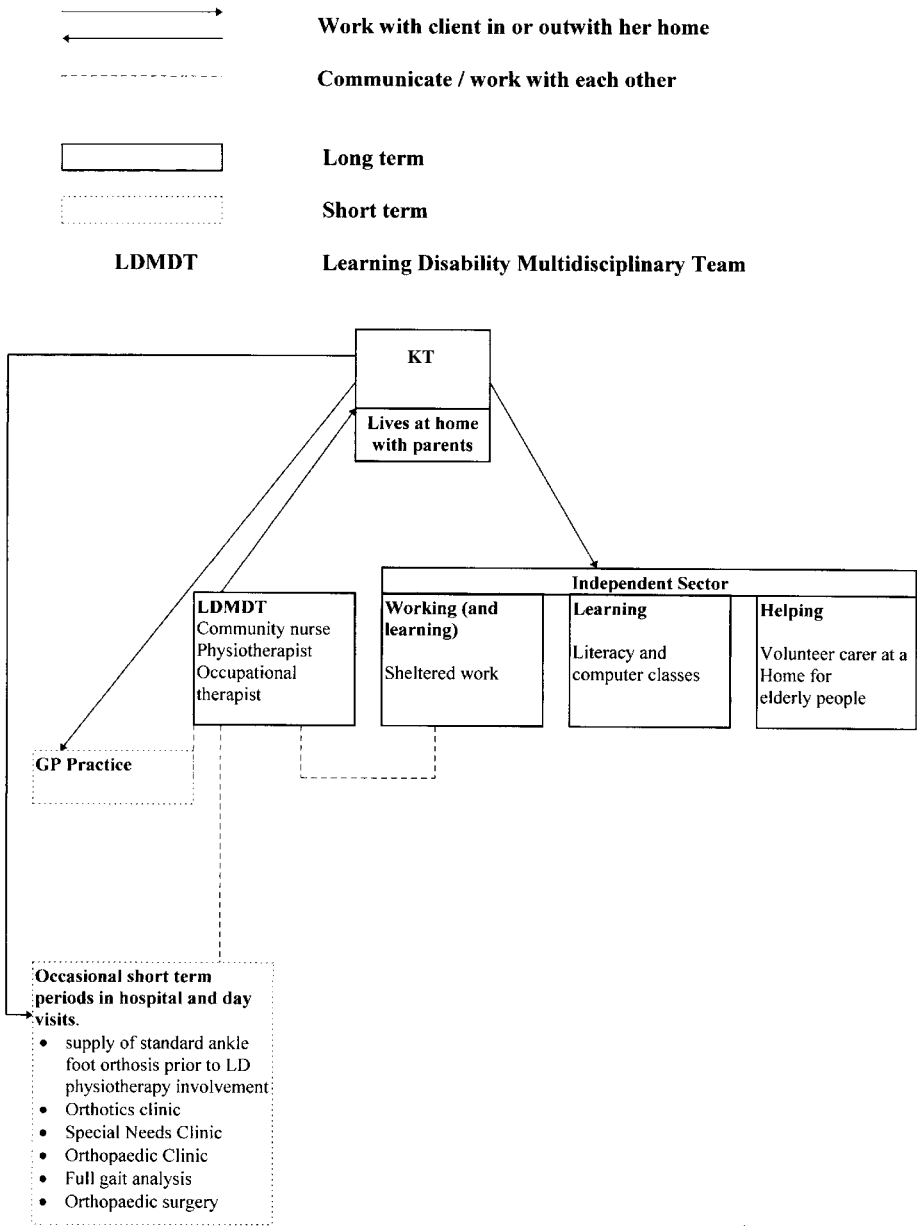 Work with client in or outwith her home
Communicate / work with each other
Long term
Short term
LDMDT Learning Disability Multidisciplinary Team
KT
Lives at home
with parents
Independent Sector
LDMDT
Community nurse
Physiotherapist
Occupational
therapist
Working (and
learning)
Sheltered work
Learning
Literacy and
computer classes
Helping
Volunteer carer at a
Home for
elderly people
GP Practice
Occasional short term
periods in hospital and day
visits.
• supply of standard ankle
foot orthosis prior to LD
physiotherapy involvement
• Orthotics clinic
• Special Needs Clinic
• Orthopaedic Clinic
• Full gait analysis
• Orthopaedic surgery